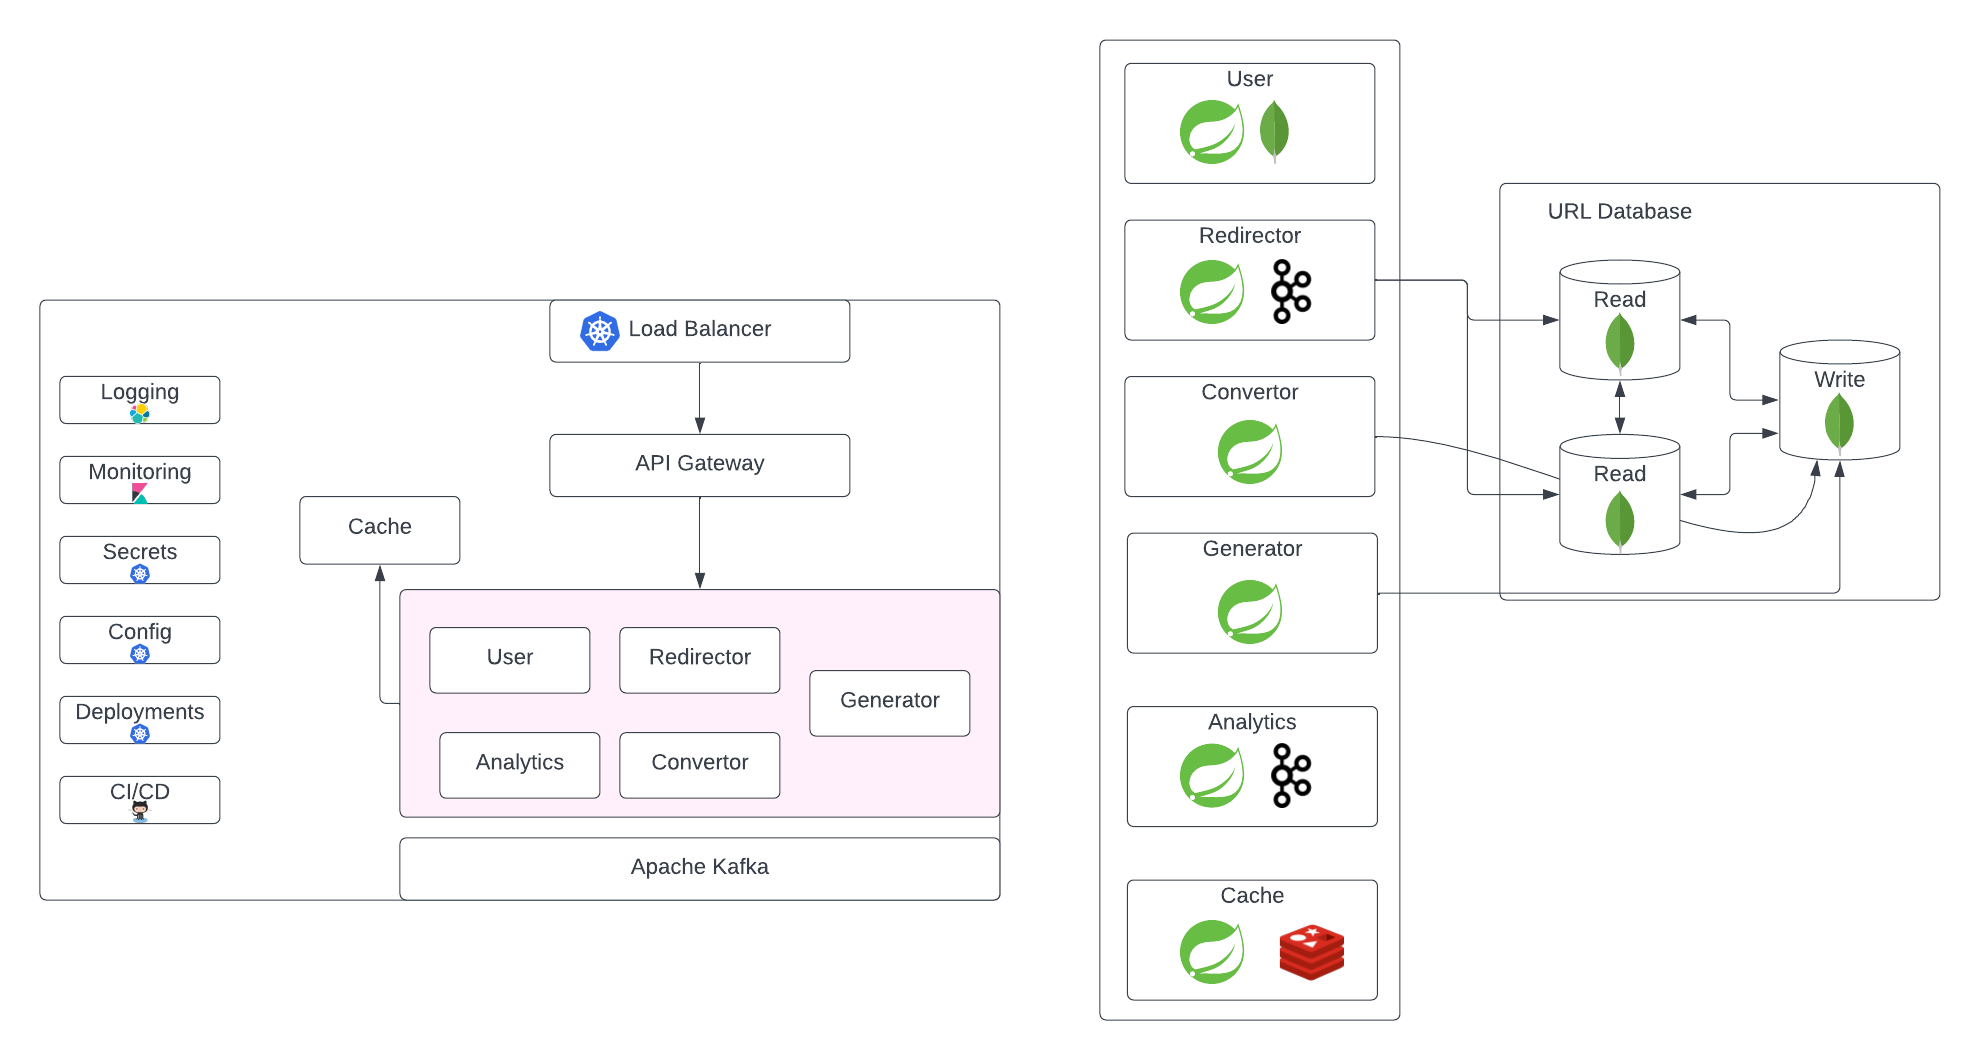 Load Balancer
Logging
Monitoring
API Gateway
Cache
Secrets
Config
User
Redirector
Generator
Deployments
Analytics
Convertor
CI/CD
Apache Kafka
User
Redirector
Convertor
Generator
Analytics
Cache
URL Database
Read
Write
Read